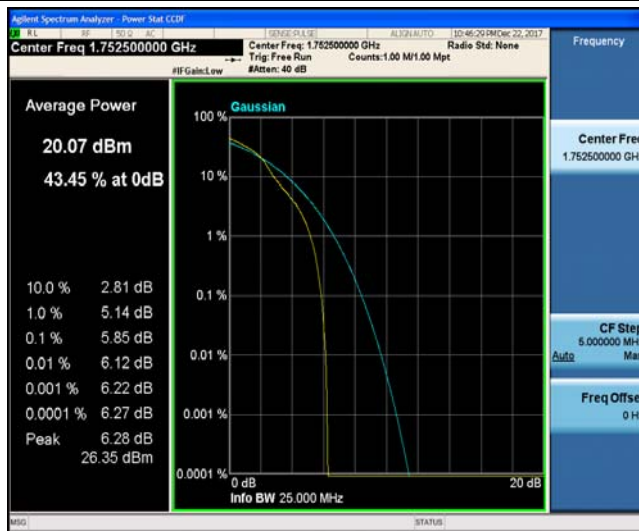 Agilent Spectrum Analyzer - Power Stat CCDF
RL RF 50 Ω AC SENSE:PULSE ALIGN AUTO 10:46:29 PM Dec 22, 2017
Center Freq 1.752500000 GHz
Center Freq: 1.752500000 GHz Radio Std: None
Trig: Free Run Counts:1.00 M/1.00 Mpt
#IFGain:Low #Atten: 40 dB
Frequency
Average Power
20.07 dBm
43.45 % at 0dB
10.0 % 2.81 dB
1.0 % 5.14 dB
0.1 % 5.85 dB
0.01 % 6.12 dB
0.001 % 6.22 dB
0.0001 % 6.27 dB
Peak 6.28 dB
26.35 dBm
Gaussian
100 %
10 %
1 %
0.1 %
0.01 %
0.001 %
0.0001 %
0 dB 20 dB
Info BW 25.000 MHz
Center Fre
1.752500000 GH
CF Ste
5.000000 MH
Auto Ma
Freq Offse
0 H
MSG STATUS